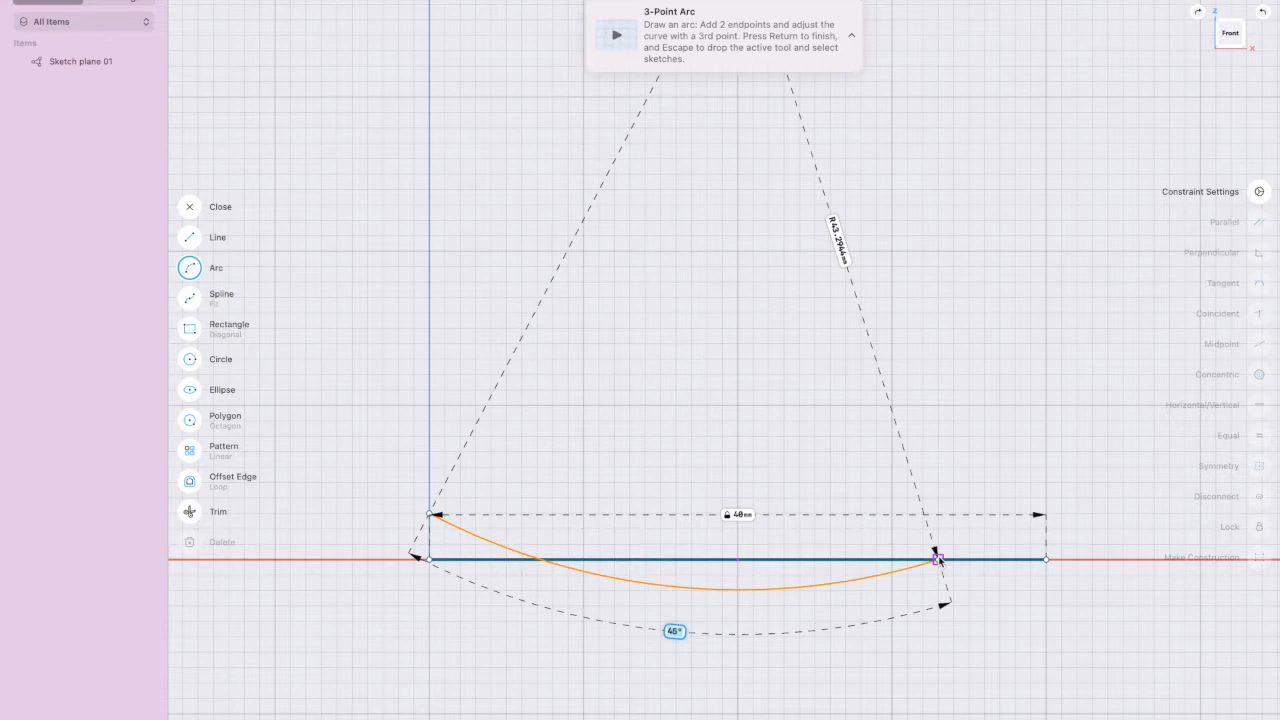 3-Point Arc
Draw an arc: Add 2 endpoints and adjust the
curve with a 3rd point. Press Return to finish,
and Escape to drop the active tool and select
sketches.
All Items
Items
Sketch plane 01
Z
Front
X
Close
Line
Arc
Spline
Fit
Rectangle
Diagonal
Circle
Ellipse
Polygon
Octagon
Pattern
Linear
Offset Edge
Loop
Trim
Delete
R43.2944mm
40mm
45°
Constraint Settings
Parallel
Perpendicular
Tangent
Coincident
Midpoint
Concentric
Horizontal/Vertical
Equal
Symmetry
Disconnect
Lock
Make Construction